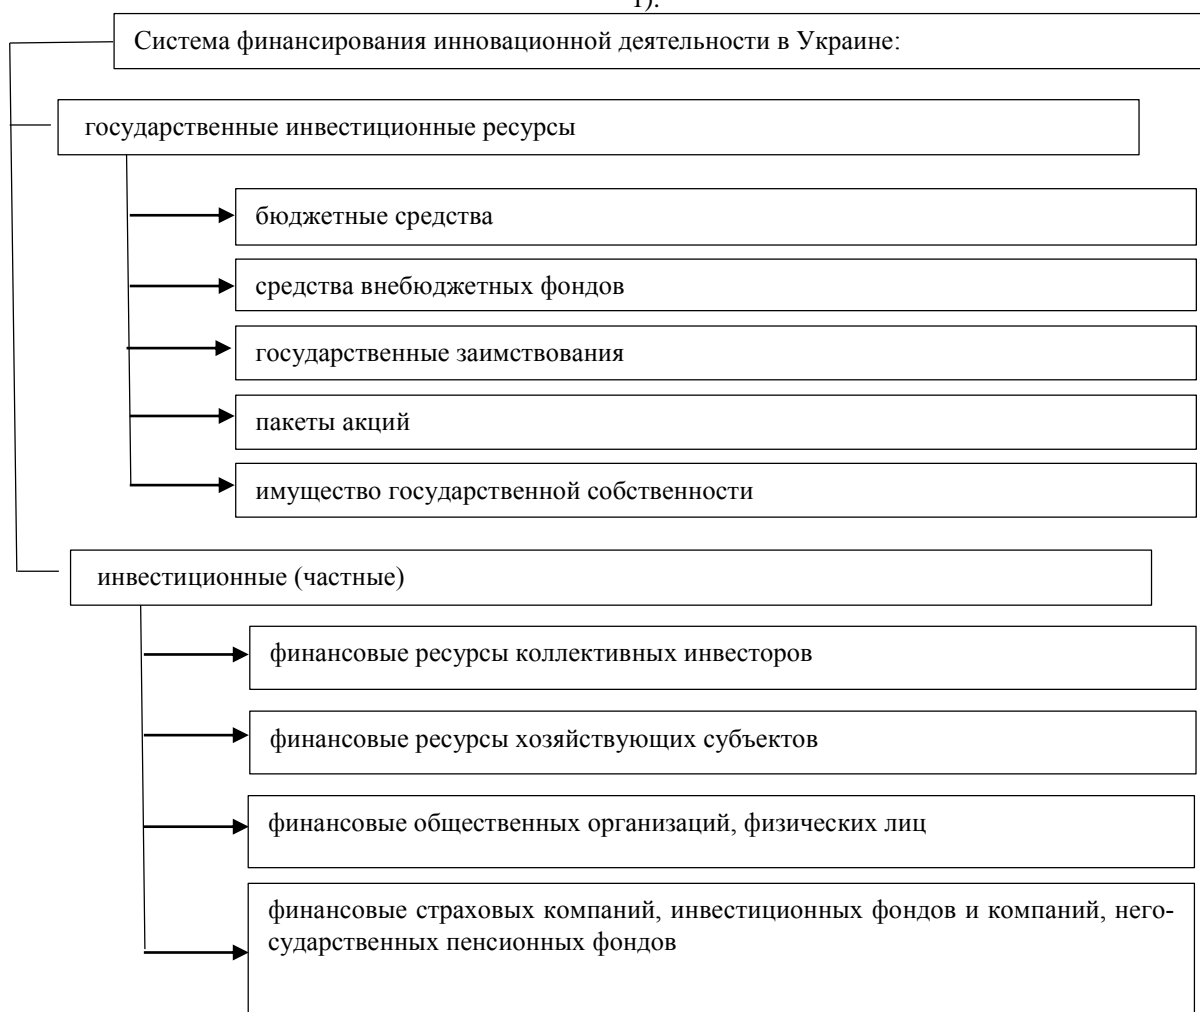 1).
Система финансирования инновационной деятельности в Украине:
государственные инвестиционные ресурсы
бюджетные средства
средства внебюджетных фондов
государственные заимствования
пакеты акций
имущество государственной собственности
инвестиционные (частные)
финансовые ресурсы коллективных инвесторов
финансовые ресурсы хозяйствующих субъектов
финансовые общественных организаций, физических лиц
финансовые страховых компаний, инвестиционных фондов и компаний, него-
сударственных пенсионных фондов